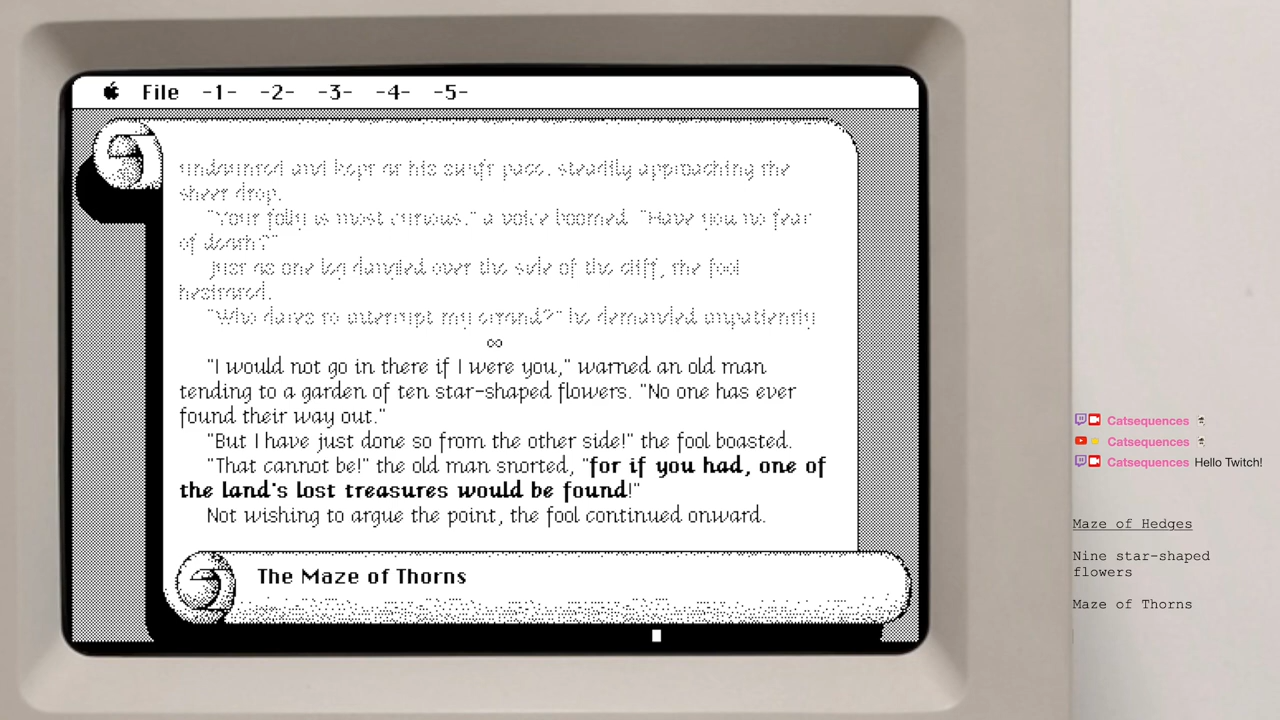 File -1- -2- -3- -4- -5-
undaunted and kept at his swift pace, steadily approaching the
sheer drop.
"Your folly is most curious," a voice boomed. "Have you no fear
of death?"
Just as one leg dangled over the side of the cliff, the fool
hesitated.
"Who dares to interrupt my errand?" he demanded impatiently
∞
"I would not go in there if I were you," warned an old man
tending to a garden of ten star-shaped flowers. "No one has ever
found their way out."
"But I have just done so from the other side!" the fool boasted.
"That cannot be!" the old man snorted, "for if you had, one of
the land's lost treasures would be found!"
Not wishing to argue the point, the fool continued onward.
The Maze of Thorns
Catsequences
Catsequences
Catsequences Hello Twitch!
Maze of Hedges
Nine star-shaped
flowers
Maze of Thorns